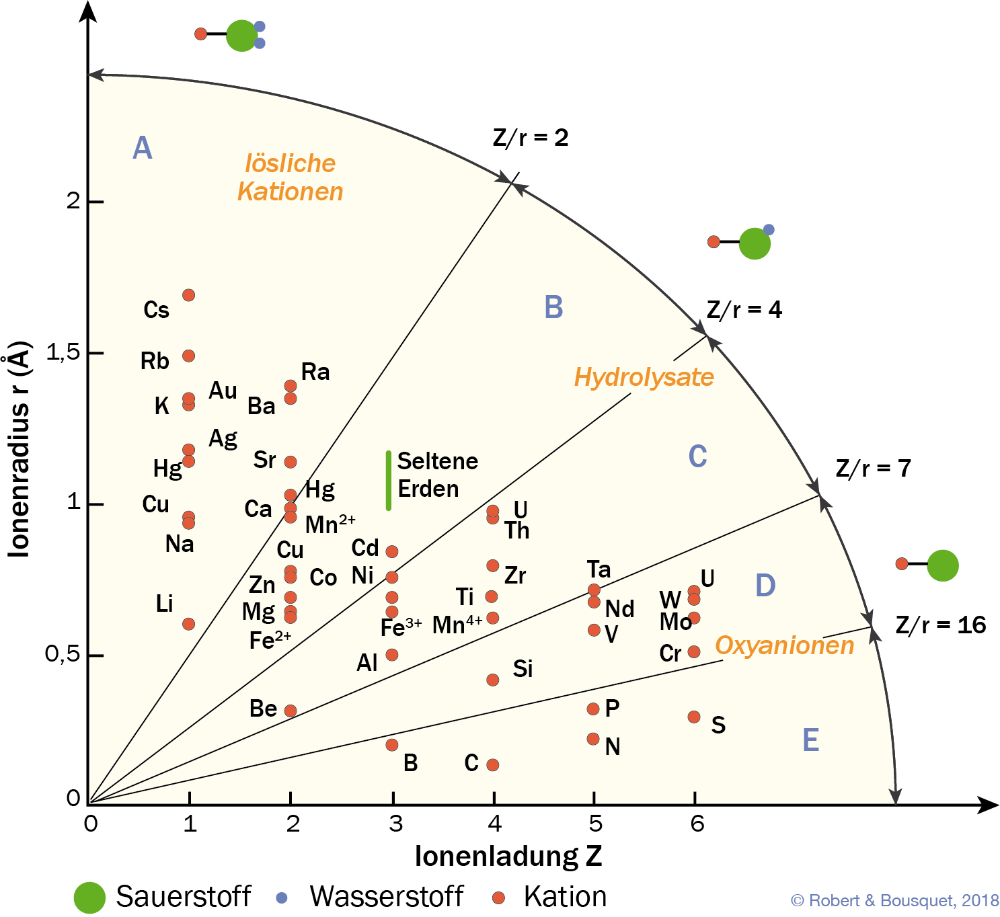 A
lösliche
Kationen
Z/r = 2
2
B
Z/r = 4
Cs
1,5
Rb
Hydrolysate
Ra
Au
K
Ba
Ag
Sr
Hg
Seltene
Erden
C
Z/r = 7
Hg
Cu
1
Ca
U
Mn²⁺
Th
Na
Cu
Cd
Ta
Zn
Co
Ni
Zr
U
D
Li
Mg
Ti
Nd
W
Mo
Z/r = 16
Fe²⁺
Fe³⁺
Mn⁴⁺
V
Oxyanionen
0,5
Al
Si
Cr
Be
P
S
N
E
B
C
0
0
1
2
3
4
5
6
Ionenradius r (Å)
Ionenladung Z
Sauerstoff
Wasserstoff
Kation
© Robert & Bousquet, 2018